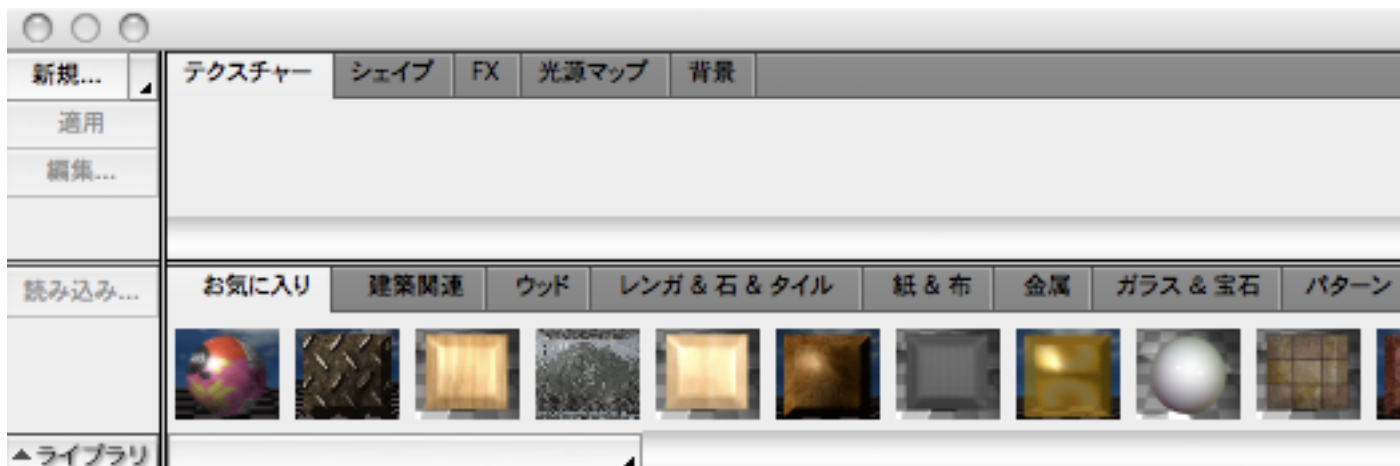 新規...
テクスチャー シェイプ FX 光源マップ 背景
適用
編集...
読み込み...
お気に入り 建築関連 ウッド レンガ & 石 & タイル 紙 & 布 金属 ガラス & 宝石 パターン
ライブラリ